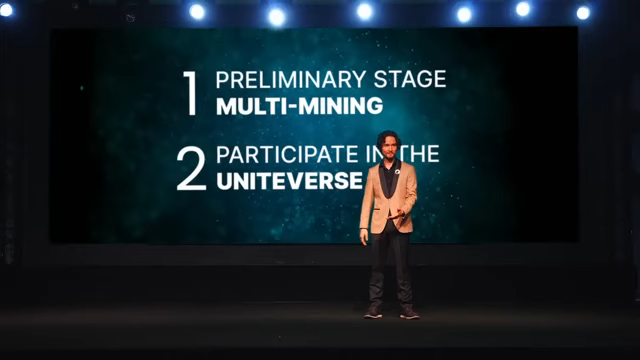 1 PRELIMINARY STAGE
MULTI-MINING
2 PARTICIPATE IN THE
UNITEVERSE